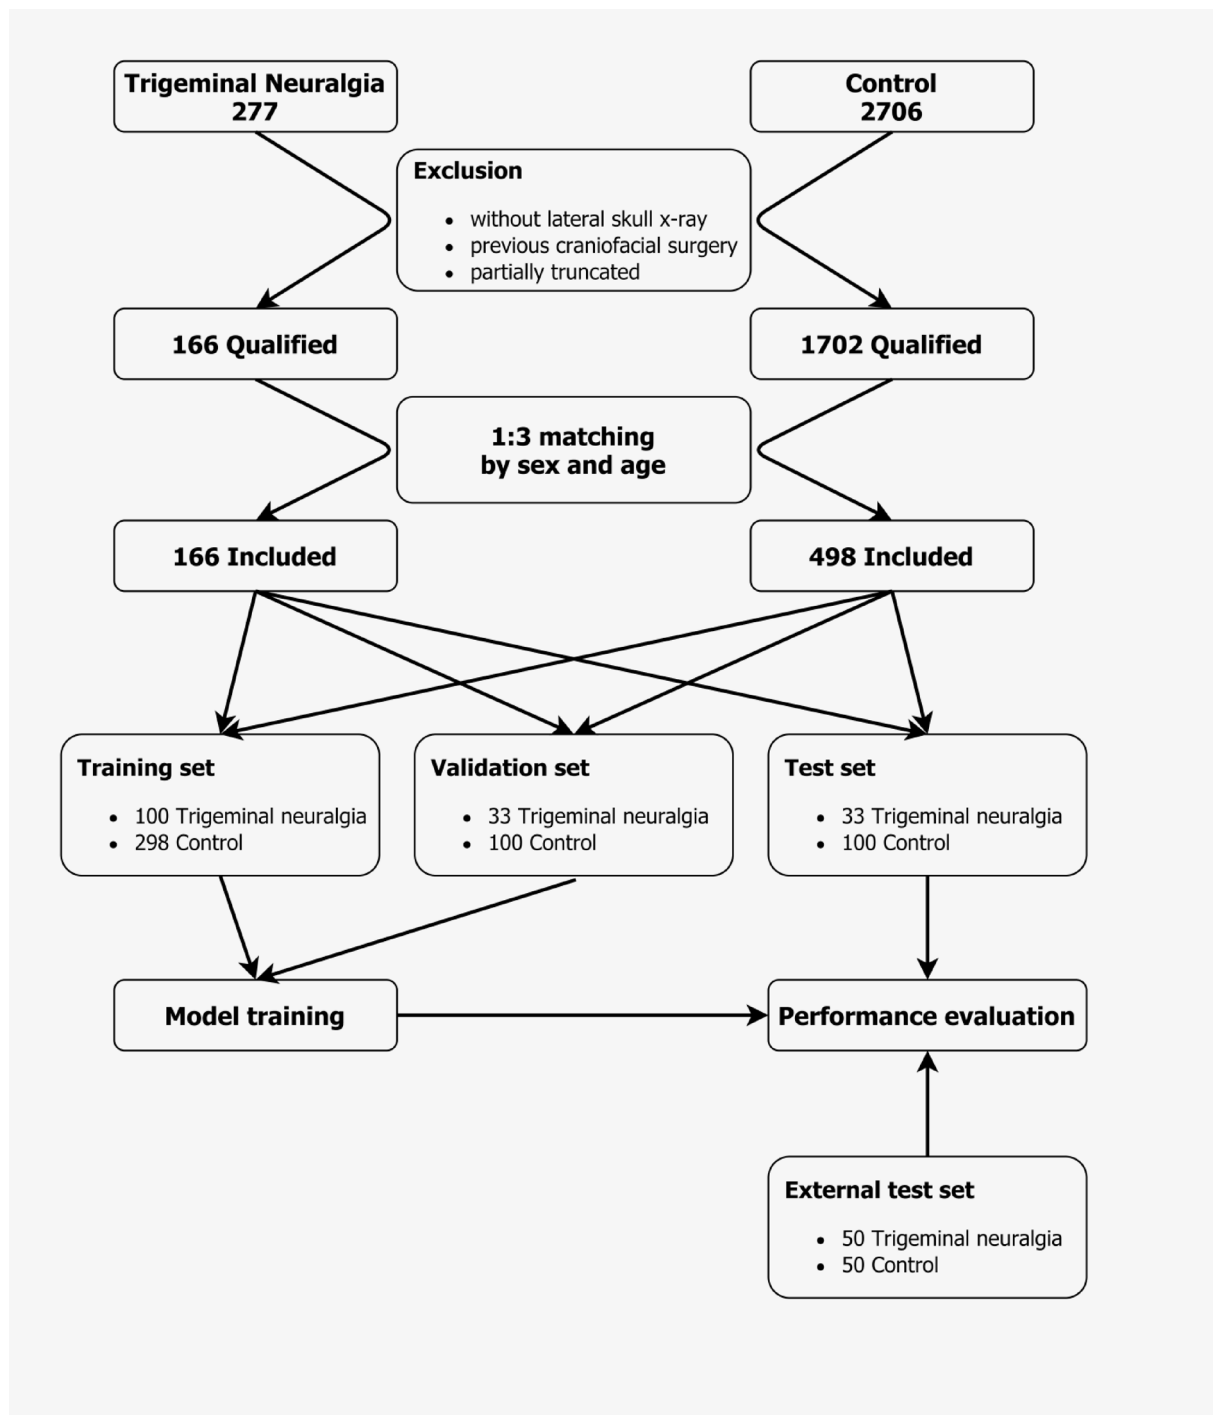 Trigeminal Neuralgia
277
Control
2706
Exclusion
• without lateral skull x-ray
• previous craniofacial surgery
• partially truncated
166 Qualified
1702 Qualified
1:3 matching
by sex and age
166 Included
498 Included
Training set
• 100 Trigeminal neuralgia
• 298 Control
Validation set
• 33 Trigeminal neuralgia
• 100 Control
Test set
• 33 Trigeminal neuralgia
• 100 Control
Model training
Performance evaluation
External test set
• 50 Trigeminal neuralgia
• 50 Control